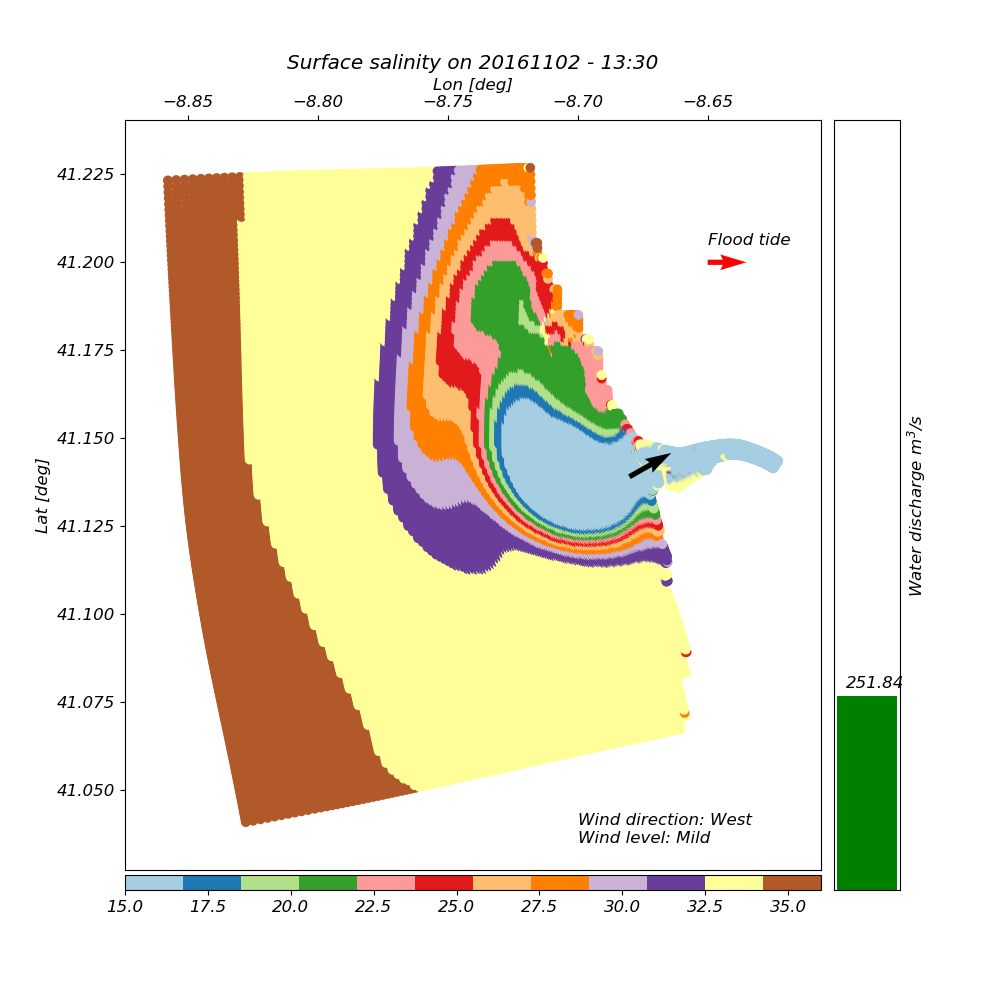 Surface salinity on 20161102 - 13:30
Lon [deg]
−8.85 −8.80 −8.75 −8.70 −8.65
41.225
41.200
41.175
41.150
41.125
41.100
41.075
41.050
Lat [deg]
Flood tide
Wind direction: West
Wind level: Mild
15.0 17.5 20.0 22.5 25.0 27.5 30.0 32.5 35.0
251.84
Water discharge m³/s